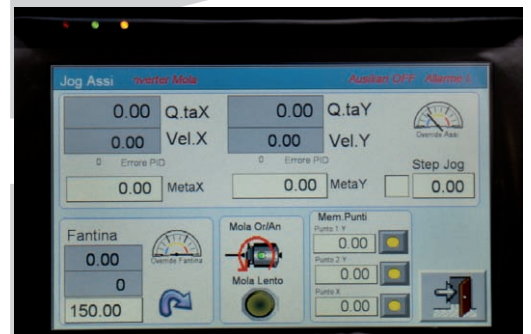 Jog Assi Inverter Mola Ausiliari OFF Allarme
0.00 Q.taX 0.00 Q.taY
0.00 Vel.X 0.00 Vel.Y
Override Assi
0 Errore PID 0 Errore PID
Step Jog
0.00 MetaX 0.00 MetaY 0.00
Fantina
0.00
0
150.00
Override Fantina
Mola Or/An
Mola Lento
Mem.Punti
Punto 1 Y
0.00
Punto 2 Y
0.00
Punto X
0.00